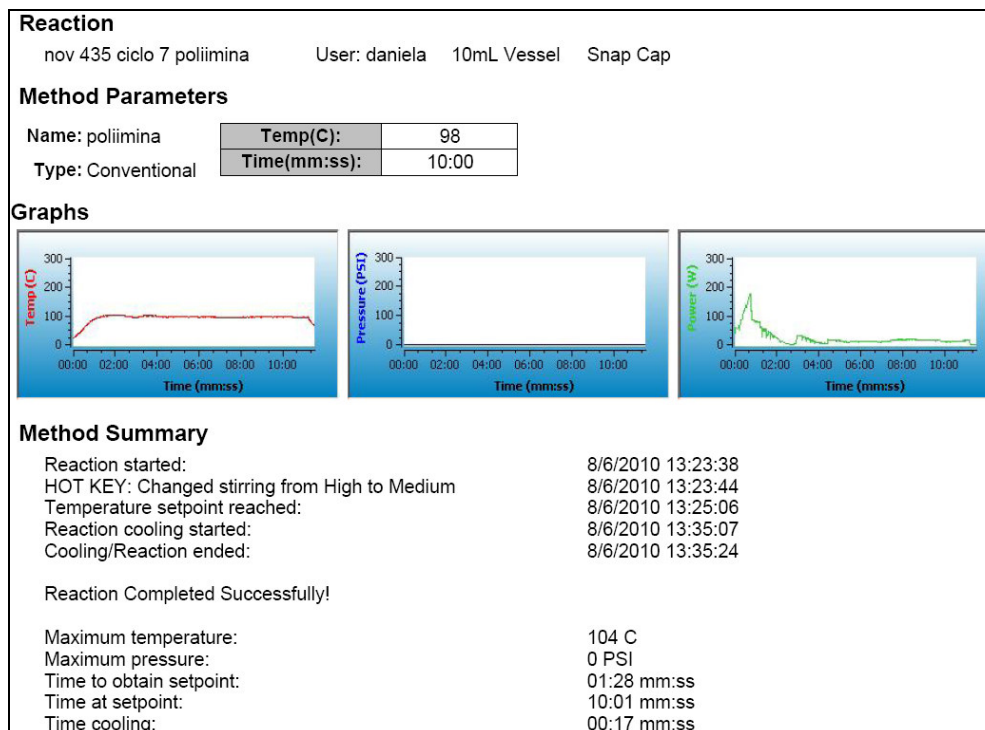 Reaction
nov 435 ciclo 7 poliimina User: daniela 10mL Vessel Snap Cap
Method Parameters
Name: poliimina Temp(C): 98
Type: Conventional Time(mm:ss): 10:00
Graphs
Temp (C)
300
200
100
0
00:00 02:00 04:00 06:00 08:00 10:00
Time (mm:ss)
Pressure (PSI)
300
200
100
0
00:00 02:00 04:00 06:00 08:00 10:00
Time (mm:ss)
Power (W)
300
200
100
0
00:00 02:00 04:00 06:00 08:00 10:00
Time (mm:ss)
Method Summary
Reaction started: 8/6/2010 13:23:38
HOT KEY: Changed stirring from High to Medium 8/6/2010 13:23:44
Temperature setpoint reached: 8/6/2010 13:25:06
Reaction cooling started: 8/6/2010 13:35:07
Cooling/Reaction ended: 8/6/2010 13:35:24
Reaction Completed Successfully!
Maximum temperature: 104 C
Maximum pressure: 0 PSI
Time to obtain setpoint: 01:28 mm:ss
Time at setpoint: 10:01 mm:ss
Time cooling: 00:17 mm:ss